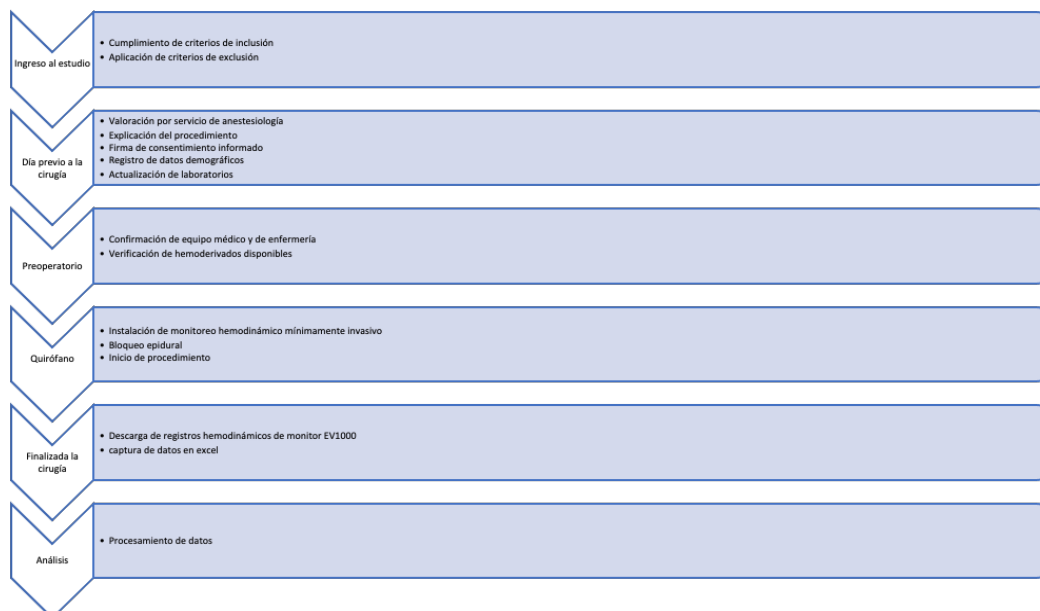 Ingreso al estudio
• Cumplimiento de criterios de inclusión
• Aplicación de criterios de exclusión
Día previo a la
cirugía
• Valoración por servicio de anestesiología
• Explicación del procedimiento
• Firma de consentimiento informado
• Registro de datos demográficos
• Actualización de laboratorios
Preoperatorio
• Confirmación de equipo médico y de enfermería
• Verificación de hemoderivados disponibles
Quirófano
• Instalación de monitoreo hemodinámico mínimamente invasivo
• Bloqueo epidural
• Inicio de procedimiento
Finalizada la
cirugía
• Descarga de registros hemodinámicos de monitor EV1000
• captura de datos en excel
Análisis
• Procesamiento de datos